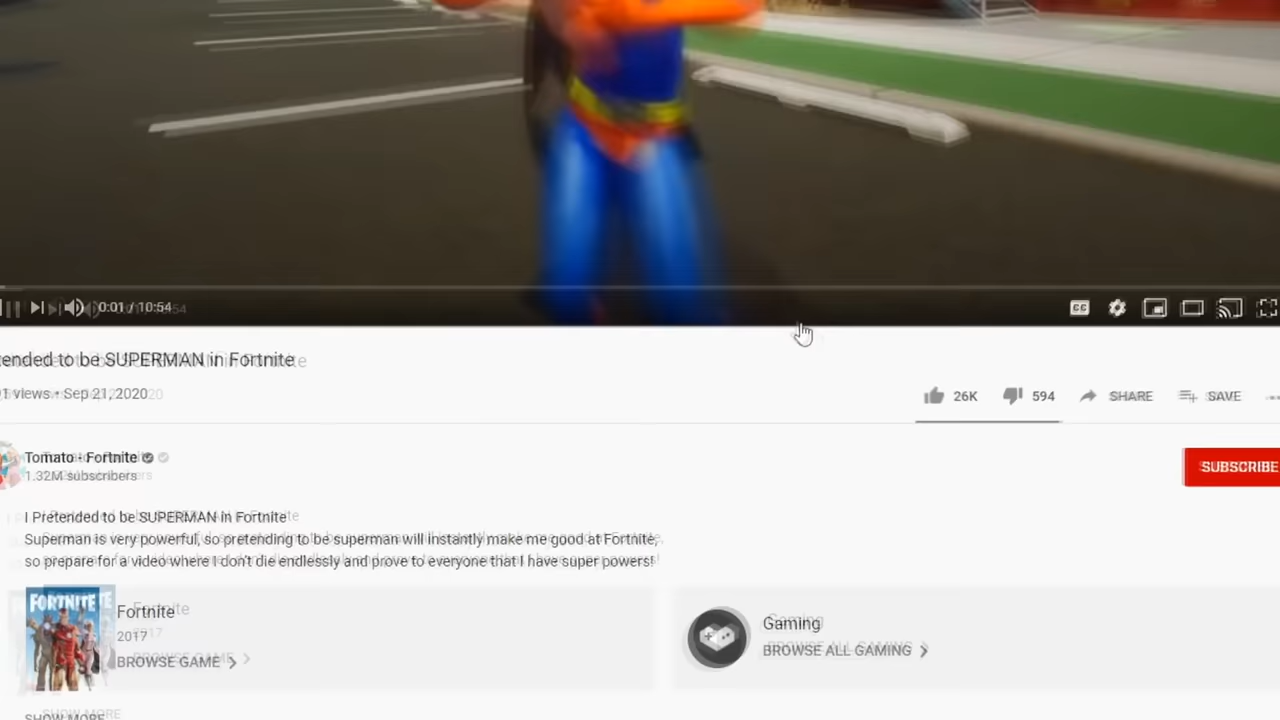 CC
0:01 / 10:54
tended to be SUPERMAN in Fortnite
1 views • Sep 21, 2020
26K
594
SHARE
SAVE
Tomato - Fortnite
1.32M subscribers
SUBSCRIBE
I Pretended to be SUPERMAN in Fortnite
Superman is very powerful, so pretending to be superman will instantly make me good at Fortnite,
so prepare for a video where I don't die endlessly and prove to everyone that I have super powers!
FORTNITE
Fortnite
2017
BROWSE GAME
Gaming
BROWSE ALL GAMING
SHOW MORE